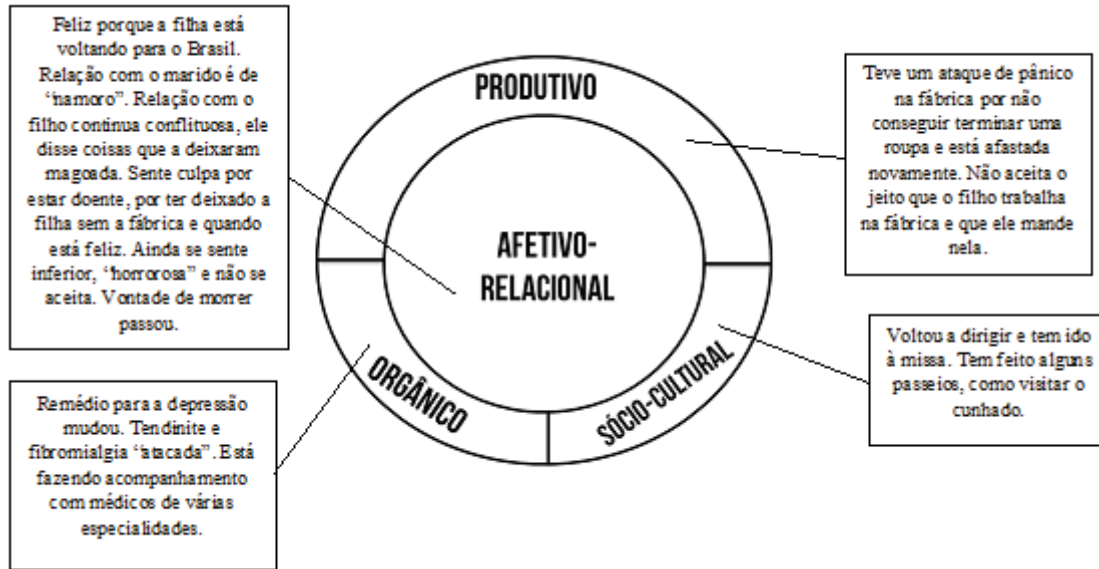 Feliz porque a filha está
voltando para o Brasil.
Relação com o marido é de
“namoro”. Relação com o
filho continua conflituosa, ele
disse coisas que a deixaram
magoada. Sente culpa por
estar doente, por ter deixado a
filha sem a fábrica e quando
está feliz. Ainda se sente
inferior, “horrorosa” e não se
aceita. Vontade de morrer
passou.
Remédio para a depressão
mudou. Tendinite e
fibromialgia “atacada”. Está
fazendo acompanhamento
com médicos de várias
especialidades.
PRODUTIVO
AFETIVO-
RELACIONAL
ORGÂNICO
SÓCIO-CULTURAL
Teve um ataque de pânico
na fábrica por não
conseguir terminar uma
roupa e está afastada
novamente. Não aceita o
jeito que o filho trabalha
na fábrica e que ele mande
nela.
Voltou a dirigir e tem ido
à missa. Tem feito alguns
passeios, como visitar o
cunhado.